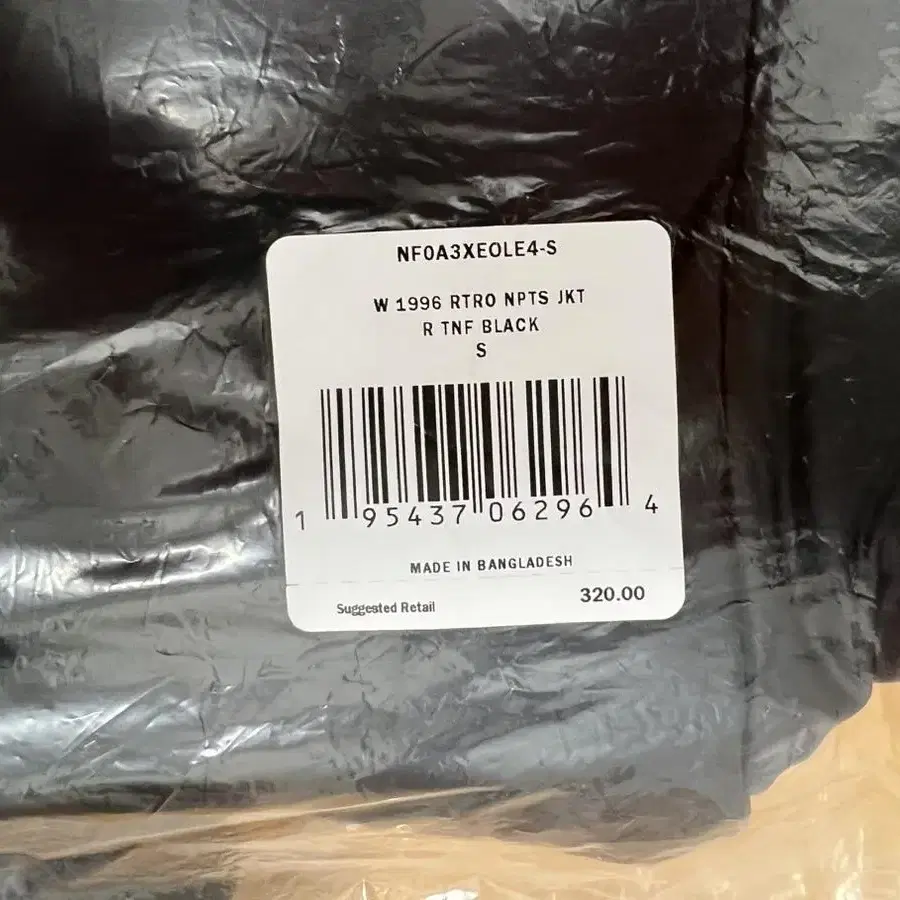 NF0A3XEOLE4-S
W 1996 RTRO NPTS JKT
R TNF BLACK
S
1 95437 06296 4
MADE IN BANGLADESH
Suggested Retail 320.00